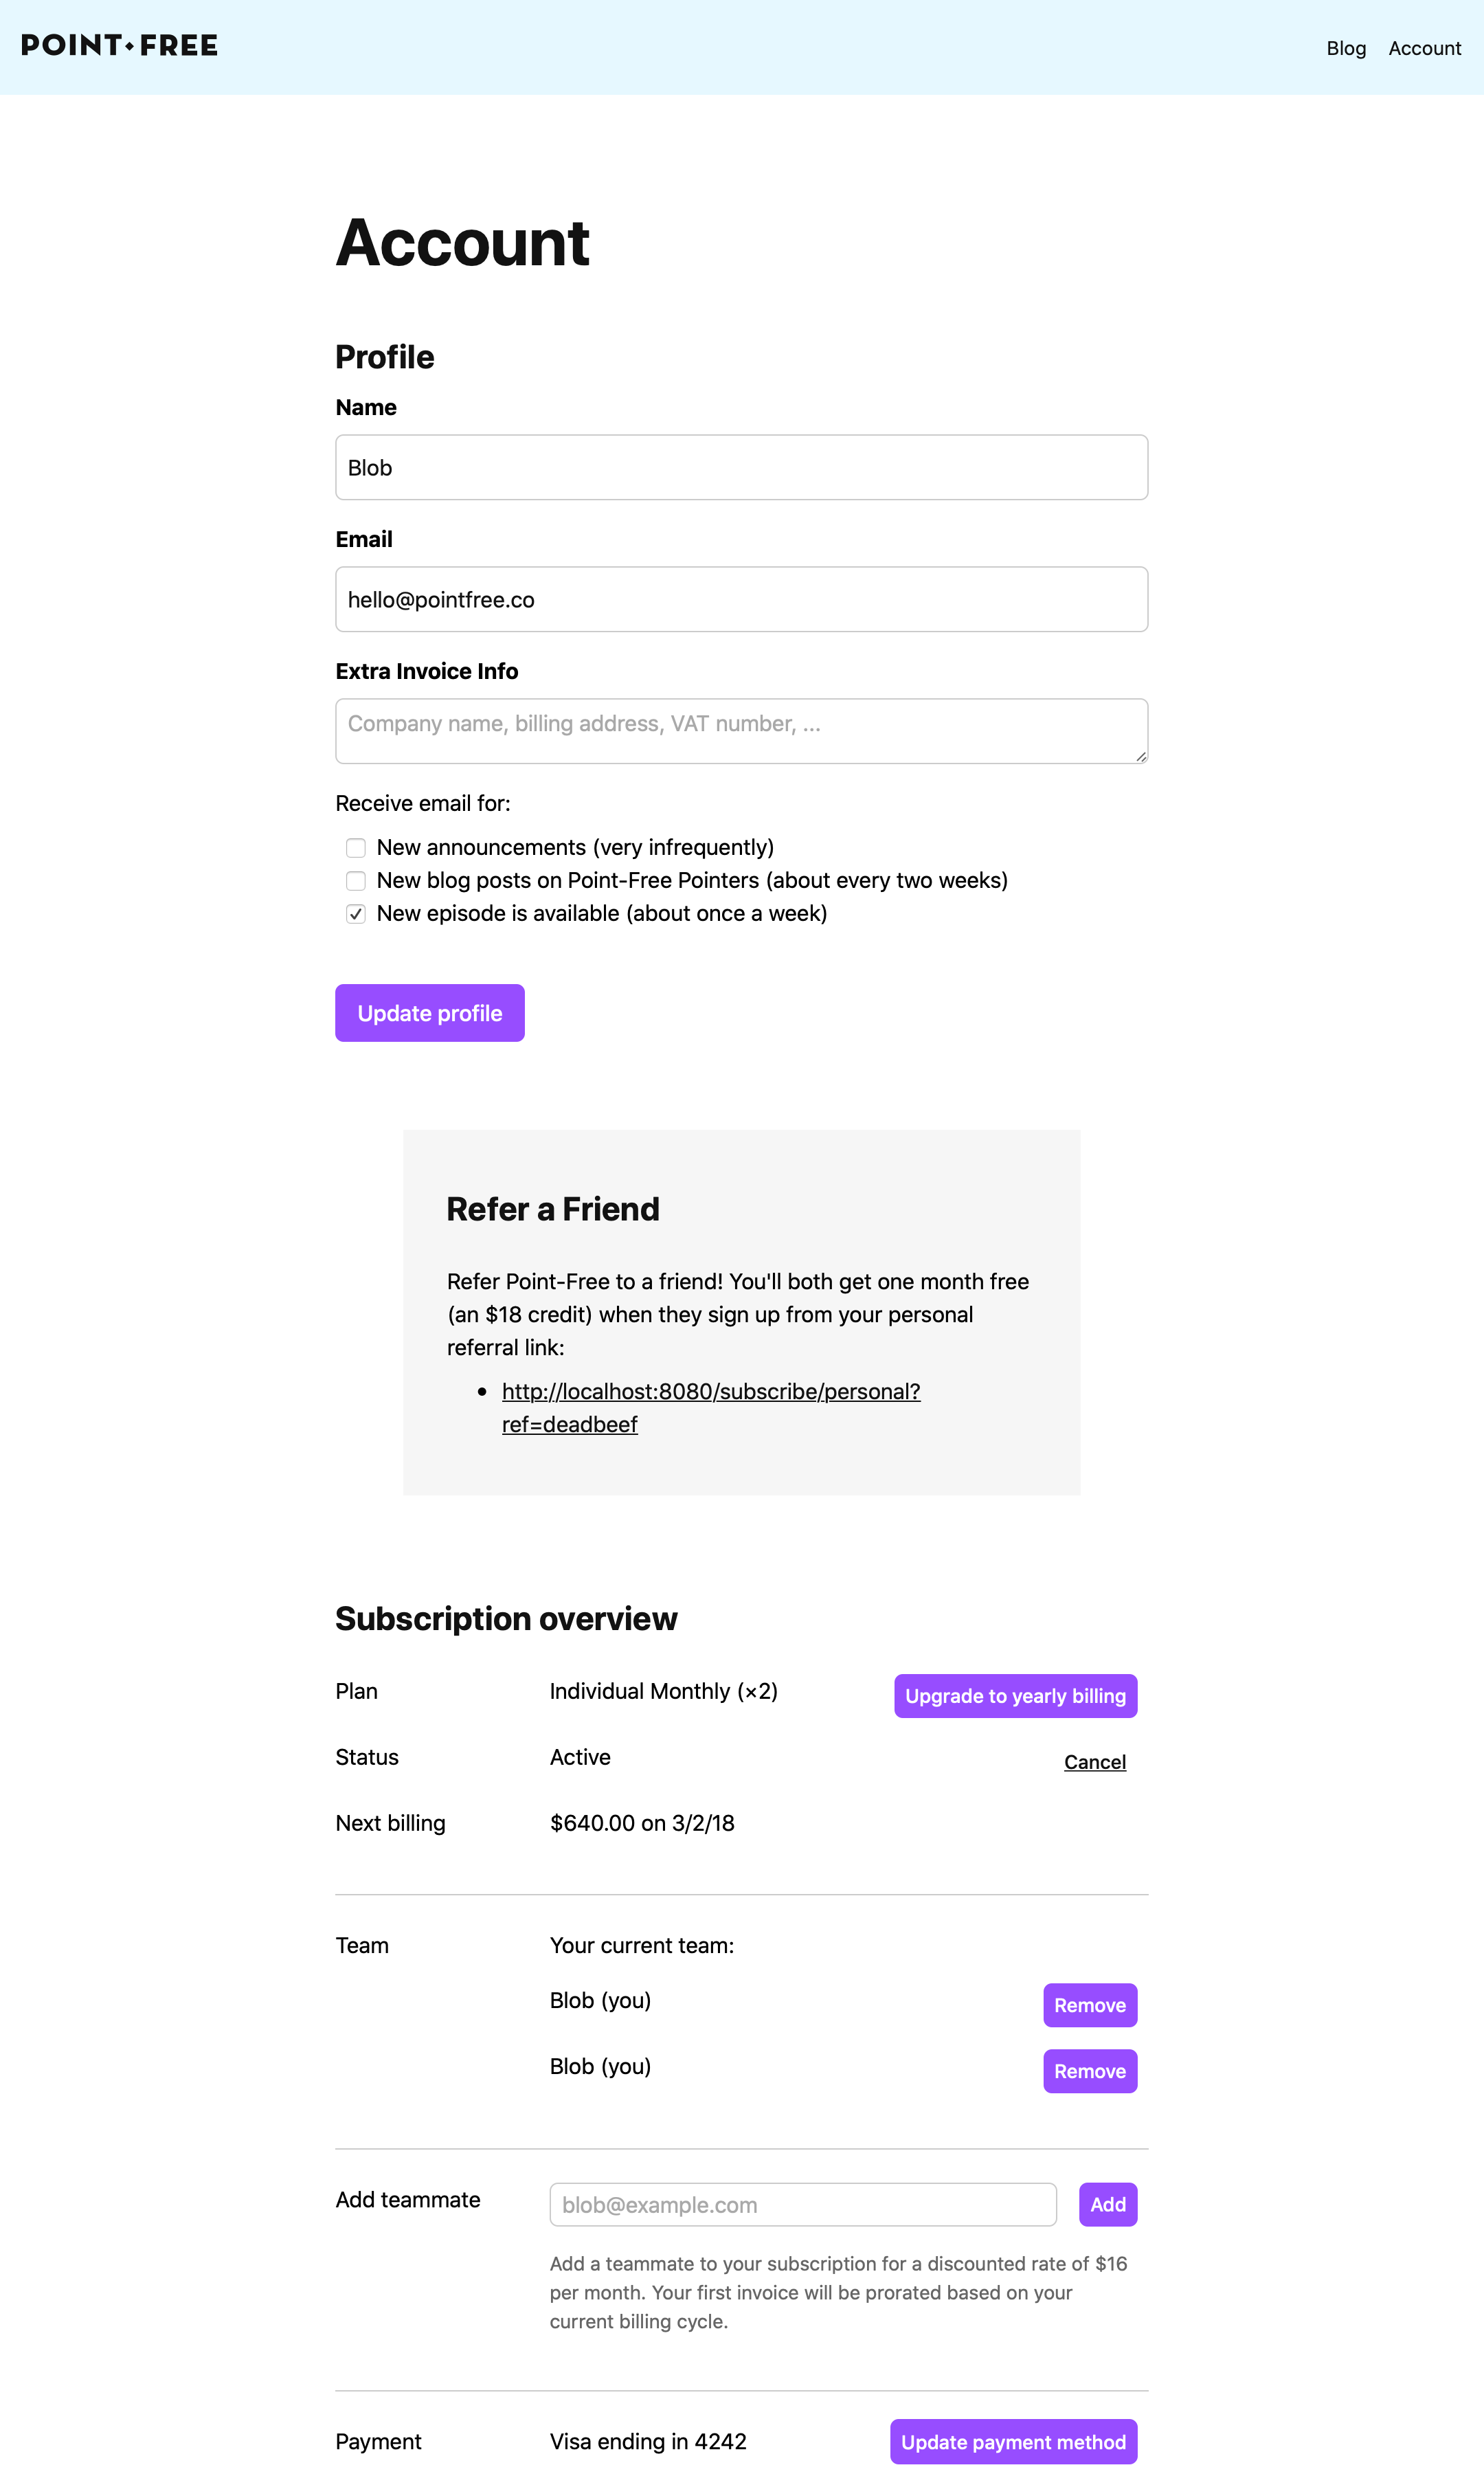 POINT⬥FREE
Blog Account
Account
Profile
Name
Blob
Email
hello@pointfree.co
Extra Invoice Info
Company name, billing address, VAT number, ...
Receive email for:
New announcements (very infrequently)
New blog posts on Point-Free Pointers (about every two weeks)
New episode is available (about once a week)
Update profile
Refer a Friend
Refer Point-Free to a friend! You'll both get one month free
(an $18 credit) when they sign up from your personal
referral link:
• http://localhost:8080/subscribe/personal?
ref=deadbeef
Subscription overview
Plan Individual Monthly (×2) Upgrade to yearly billing
Status Active Cancel
Next billing $640.00 on 3/2/18
Team Your current team:
Blob (you) Remove
Blob (you) Remove
Add teammate blob@example.com Add
Add a teammate to your subscription for a discounted rate of $16
per month. Your first invoice will be prorated based on your
current billing cycle.
Payment Visa ending in 4242 Update payment method